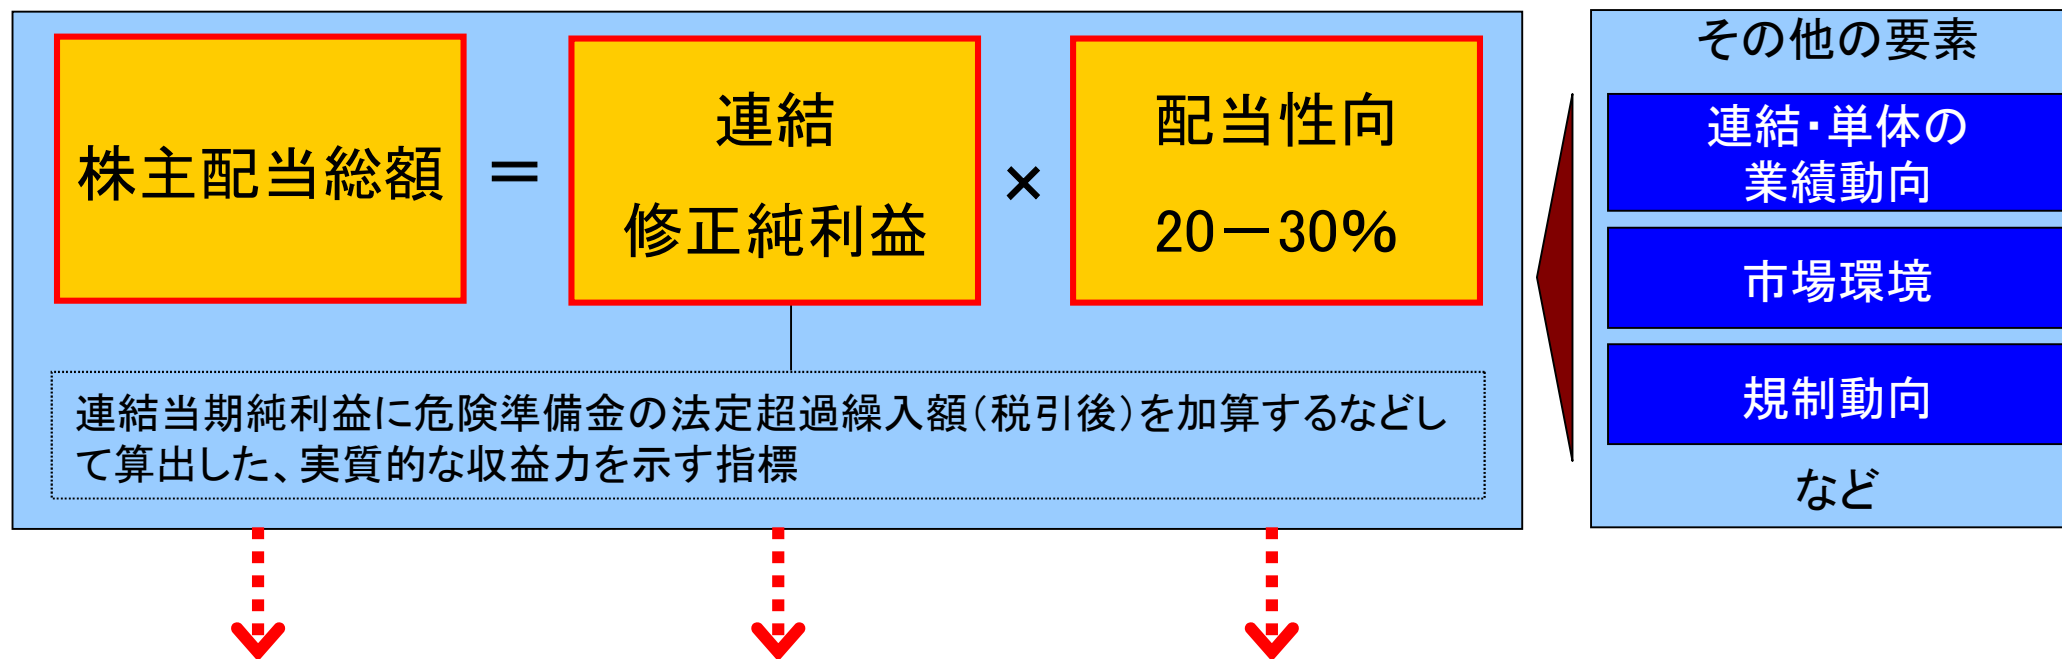 株主配当総額
＝
連結
修正純利益
×
配当性向
20－30%
連結当期純利益に危険準備金の法定超過繰入額（税引後）を加算するなどし
て算出した、実質的な収益力を示す指標
その他の要素
連結・単体の
業績動向
市場環境
規制動向
など